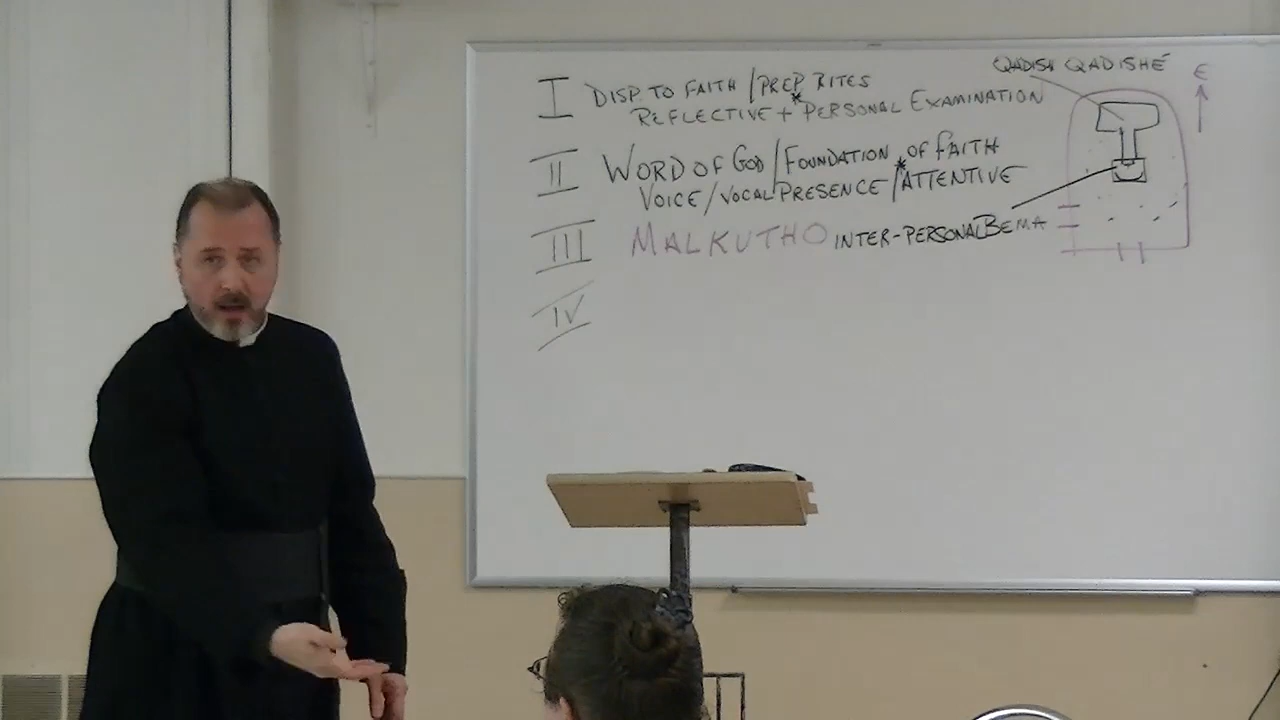 QADISH QADISHE
E
I DISP. TO FAITH / PREP RITES
REFLECTIVE + *PERSONAL EXAMINATION
II WORD OF GOD / FOUNDATION OF FAITH
VOICE / VOCAL PRESENCE / *ATTENTIVE
III MALKUTHO INTER-PERSONAL BEMA
IV